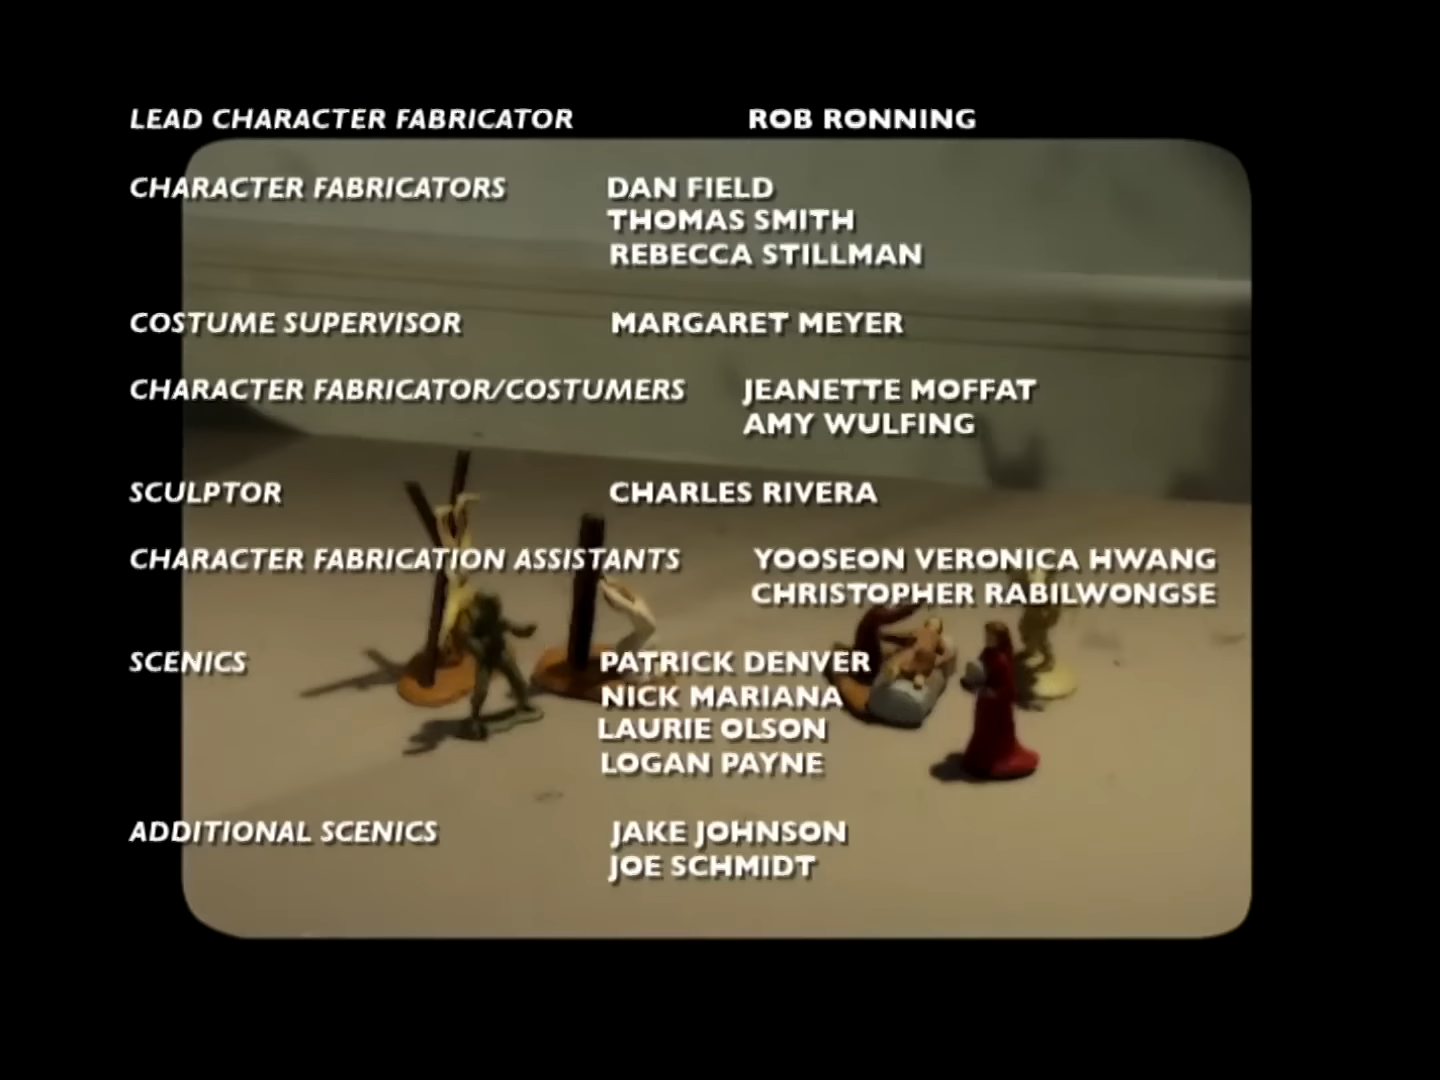 LEAD CHARACTER FABRICATOR ROB RONNING
CHARACTER FABRICATORS DAN FIELD
THOMAS SMITH
REBECCA STILLMAN
COSTUME SUPERVISOR MARGARET MEYER
CHARACTER FABRICATOR/COSTUMERS JEANETTE MOFFAT
AMY WULFING
SCULPTOR CHARLES RIVERA
CHARACTER FABRICATION ASSISTANTS YOOSEON VERONICA HWANG
CHRISTOPHER RABILWONGSE
SCENICS PATRICK DENVER
NICK MARIANA
LAURIE OLSON
LOGAN PAYNE
ADDITIONAL SCENICS JAKE JOHNSON
JOE SCHMIDT